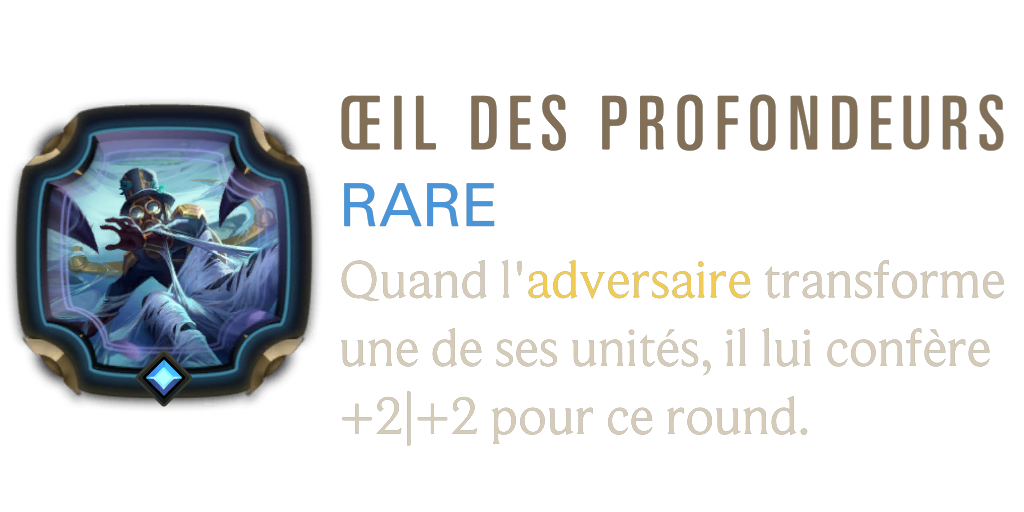 ŒIL DES PROFONDEURS
RARE
Quand l'adversaire transforme
une de ses unités, il lui confère
+2|+2 pour ce round.